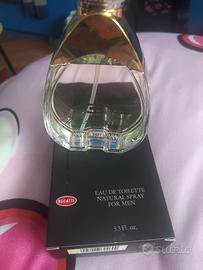 EAU DE TOILETTE
NATURAL SPRAY
FOR MEN
BUGATTI
3.3 Fl. oz.